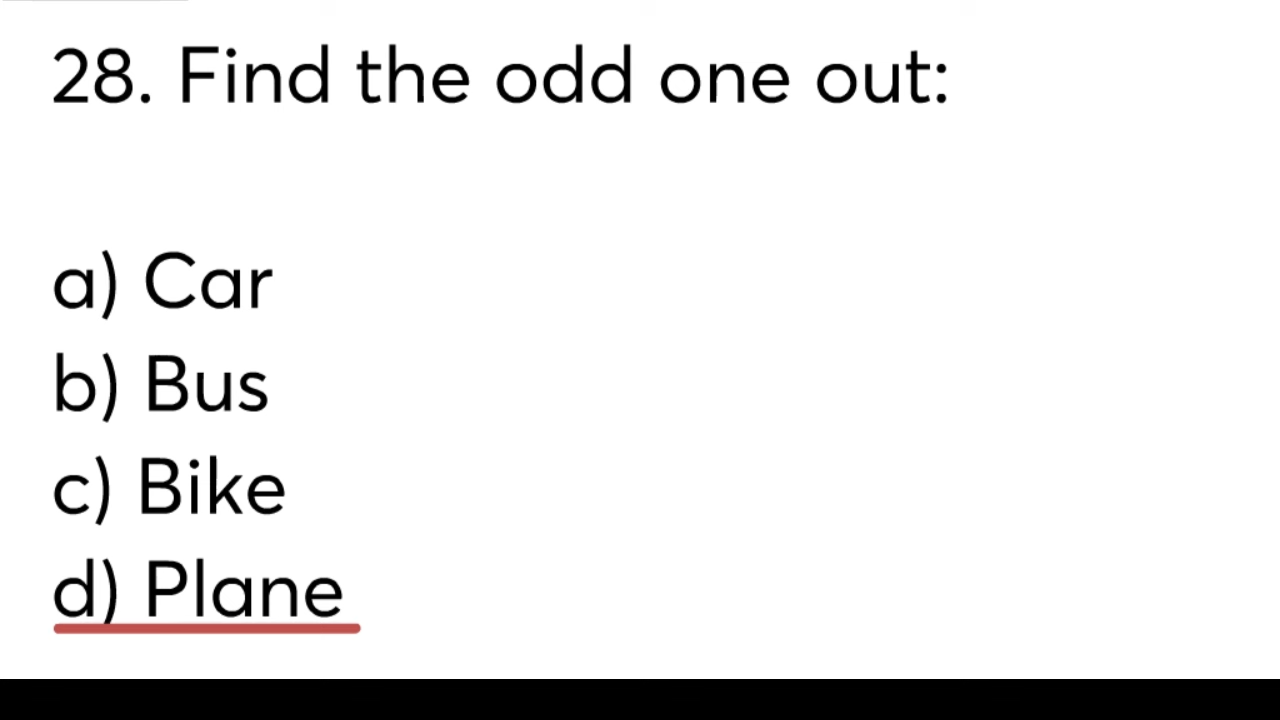 28. Find the odd one out:
a) Car
b) Bus
c) Bike
d) Plane